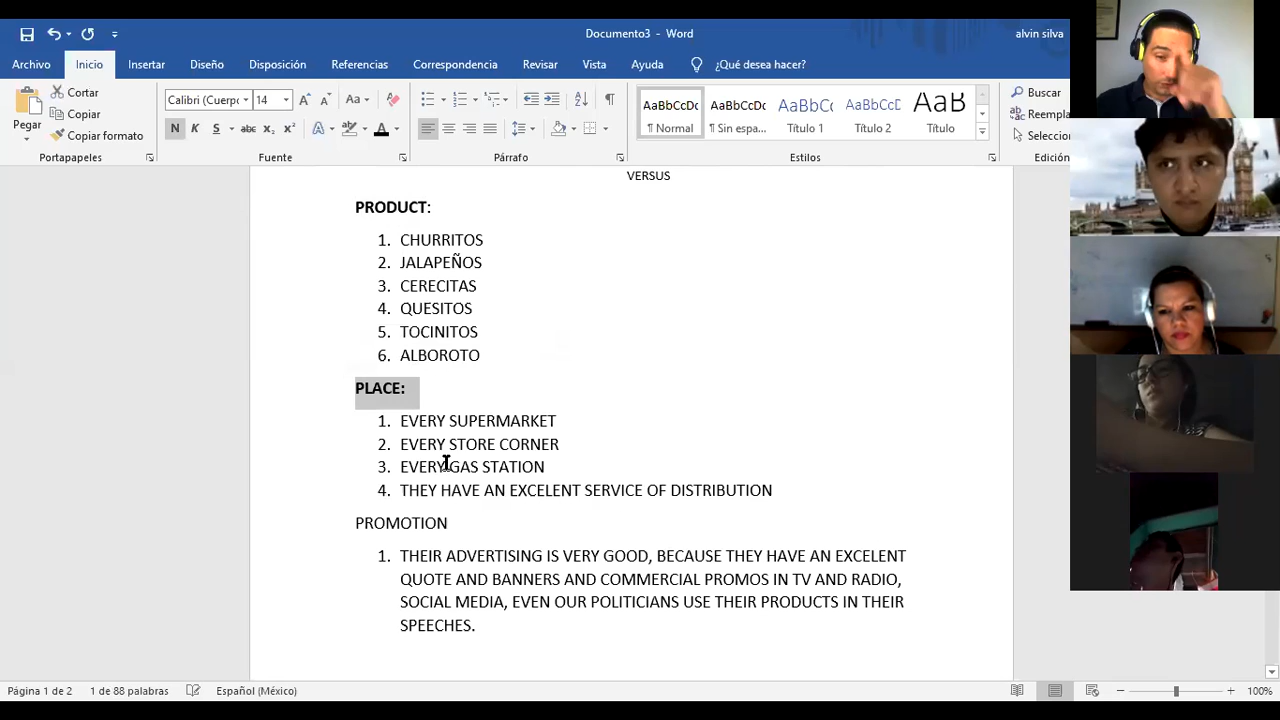 Documento3 - Word
alvin silva
Archivo Inicio Insertar Diseño Disposición Referencias Correspondencia Revisar Vista Ayuda ¿Qué desea hacer?
Pegar
Cortar
Copiar
Copiar formato
Portapapeles
Calibri (Cuerpo 14
Fuente
Párrafo
AaBbCcDc AaBbCcDc AaBbCc AaBbCcD AaB
¶ Normal ¶ Sin espa... Título 1 Título 2 Título
Estilos
Buscar
Reempla
Seleccio
Edición
VERSUS
PRODUCT:
1. CHURRITOS
2. JALAPEÑOS
3. CERECITAS
4. QUESITOS
5. TOCINITOS
6. ALBOROTO
PLACE:
1. EVERY SUPERMARKET
2. EVERY STORE CORNER
3. EVERY GAS STATION
4. THEY HAVE AN EXCELENT SERVICE OF DISTRIBUTION
PROMOTION
1. THEIR ADVERTISING IS VERY GOOD, BECAUSE THEY HAVE AN EXCELENT
QUOTE AND BANNERS AND COMMERCIAL PROMOS IN TV AND RADIO,
SOCIAL MEDIA, EVEN OUR POLITICIANS USE THEIR PRODUCTS IN THEIR
SPEECHES.
Página 1 de 2 1 de 88 palabras Español (México) 100%